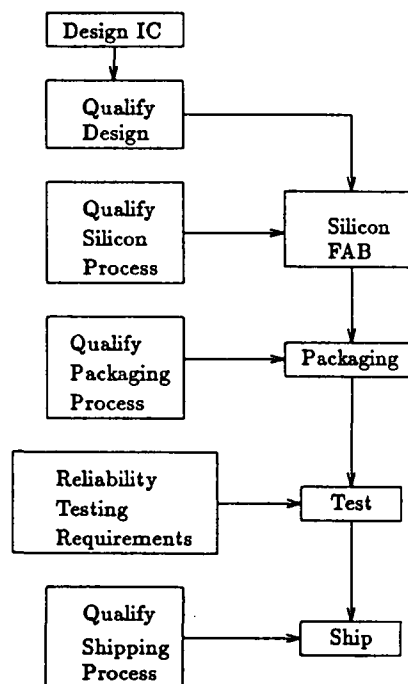 Design IC
Qualify
Design
Qualify
Silicon
Process
Silicon
FAB
Qualify
Packaging
Process
Packaging
Reliability
Testing
Requirements
Test
Qualify
Shipping
Process
Ship